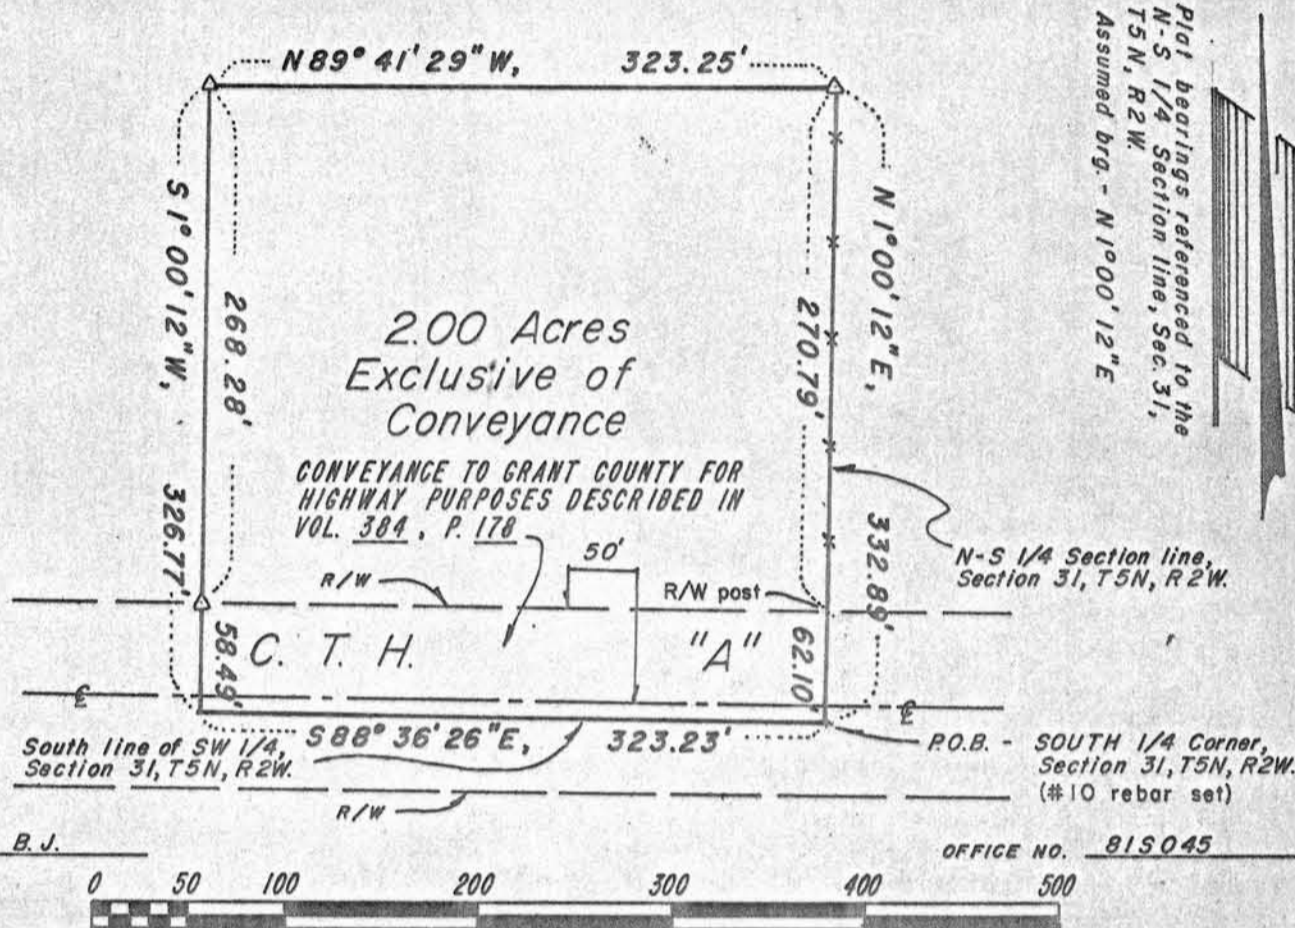 N 89° 41' 29" W, 323.25'
Plat bearings referenced to the
N-S 1/4 Section line, Sec. 31,
T5N, R2W.
Assumed brg. - N 1° 00' 12" E
S 1° 00' 12" W, 326.77'
268.28'
58.49'
N 1° 00' 12" E, 332.89'
270.79'
62.10'
2.00 Acres
Exclusive of
Conveyance
CONVEYANCE TO GRANT COUNTY FOR
HIGHWAY PURPOSES DESCRIBED IN
VOL. 384, P. 178
50'
R/W
R/W post
N-S 1/4 Section line,
Section 31, T5N, R2W.
C. T. H. "A"
℄
℄
S 88° 36' 26" E, 323.23'
South line of SW 1/4,
Section 31, T5N, R2W.
P.O.B. - SOUTH 1/4 Corner,
Section 31, T5N, R2W.
(#10 rebar set)
R/W
B. J.
OFFICE NO. 81S045
0 50 100 200 300 400 500